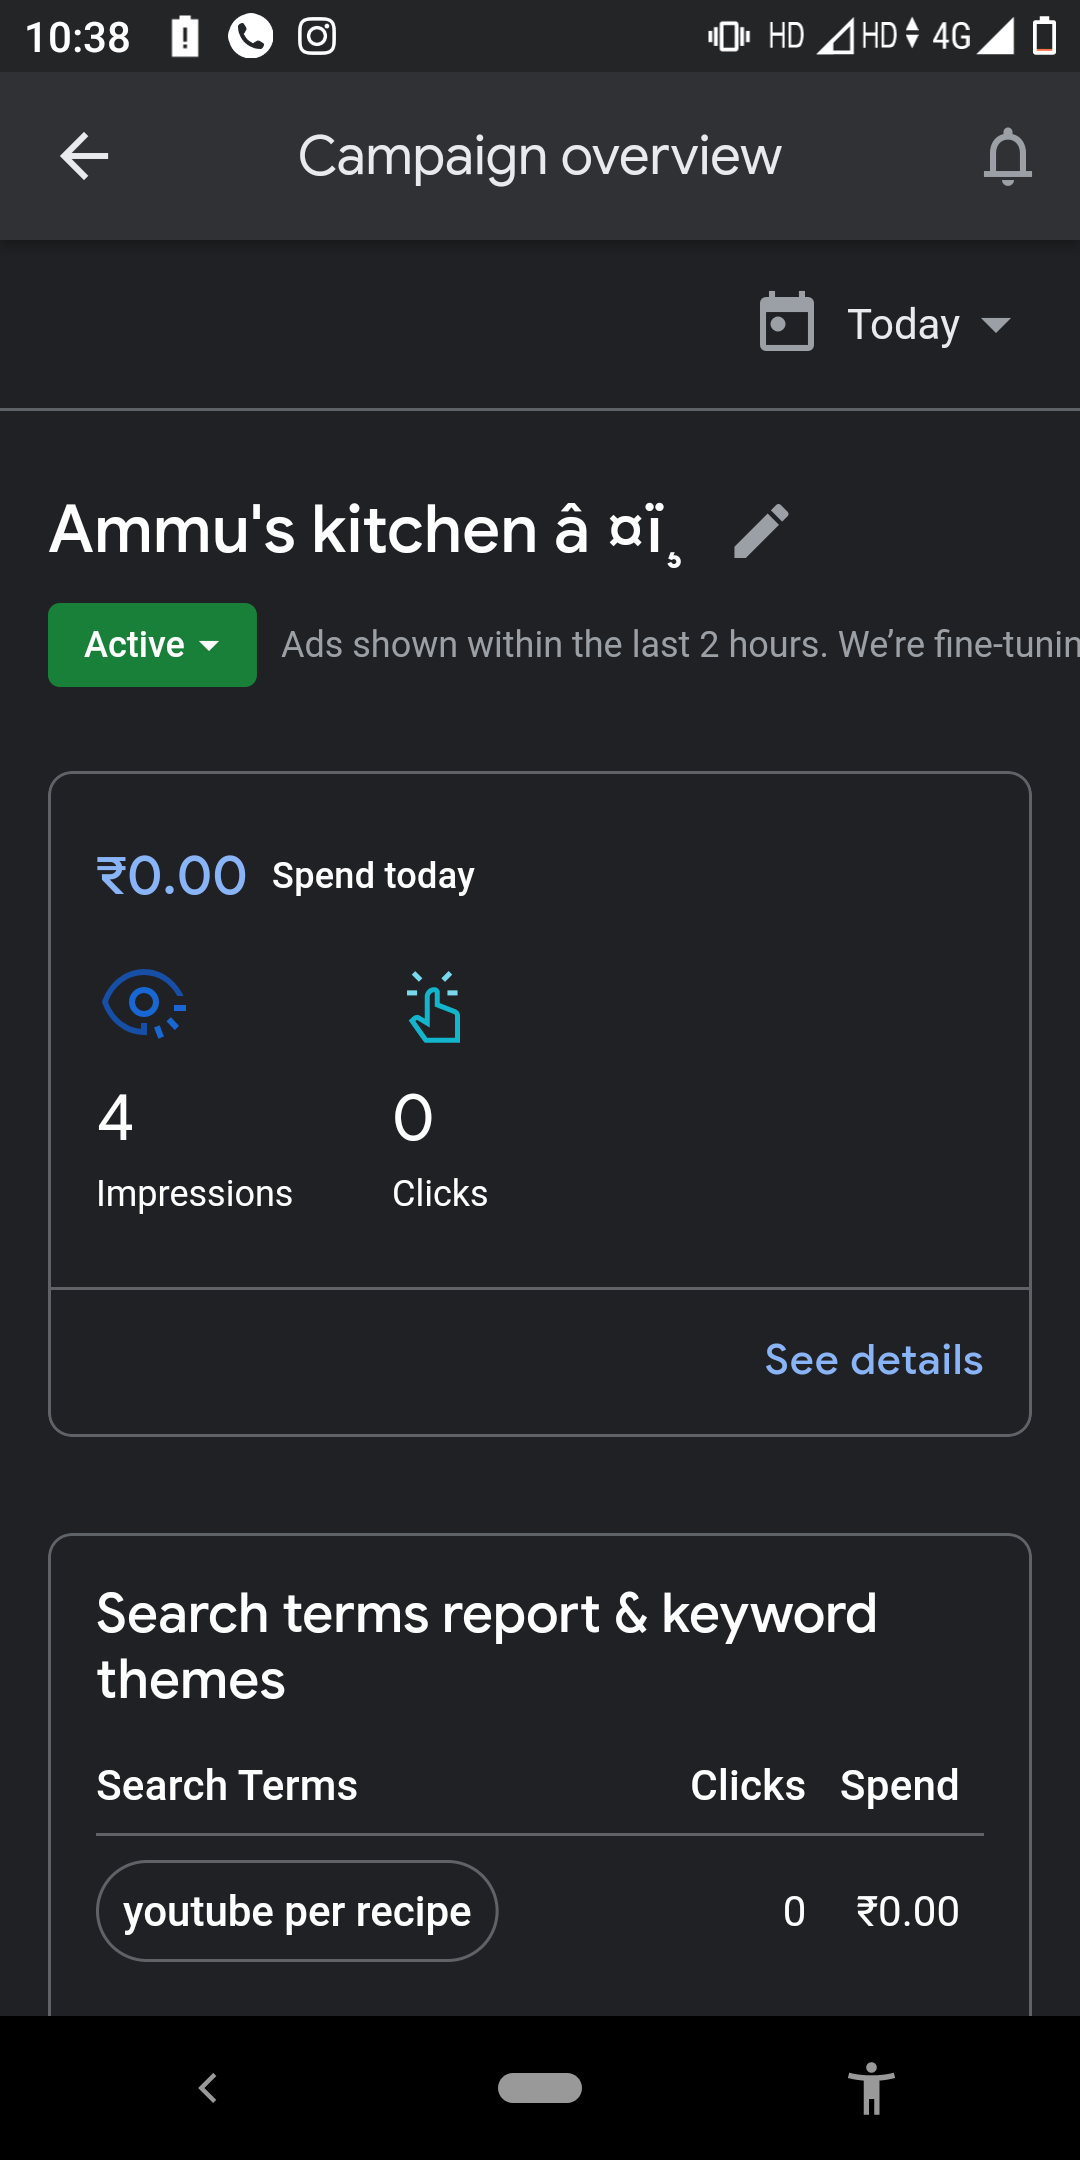 10:38 HD HD 4G
Campaign overview
Today
Ammu's kitchen â ¤ï¸
Active Ads shown within the last 2 hours. We’re fine-tunin
₹0.00 Spend today
4 0
Impressions Clicks
See details
Search terms report & keyword
themes
Search Terms Clicks Spend
youtube per recipe 0 ₹0.00